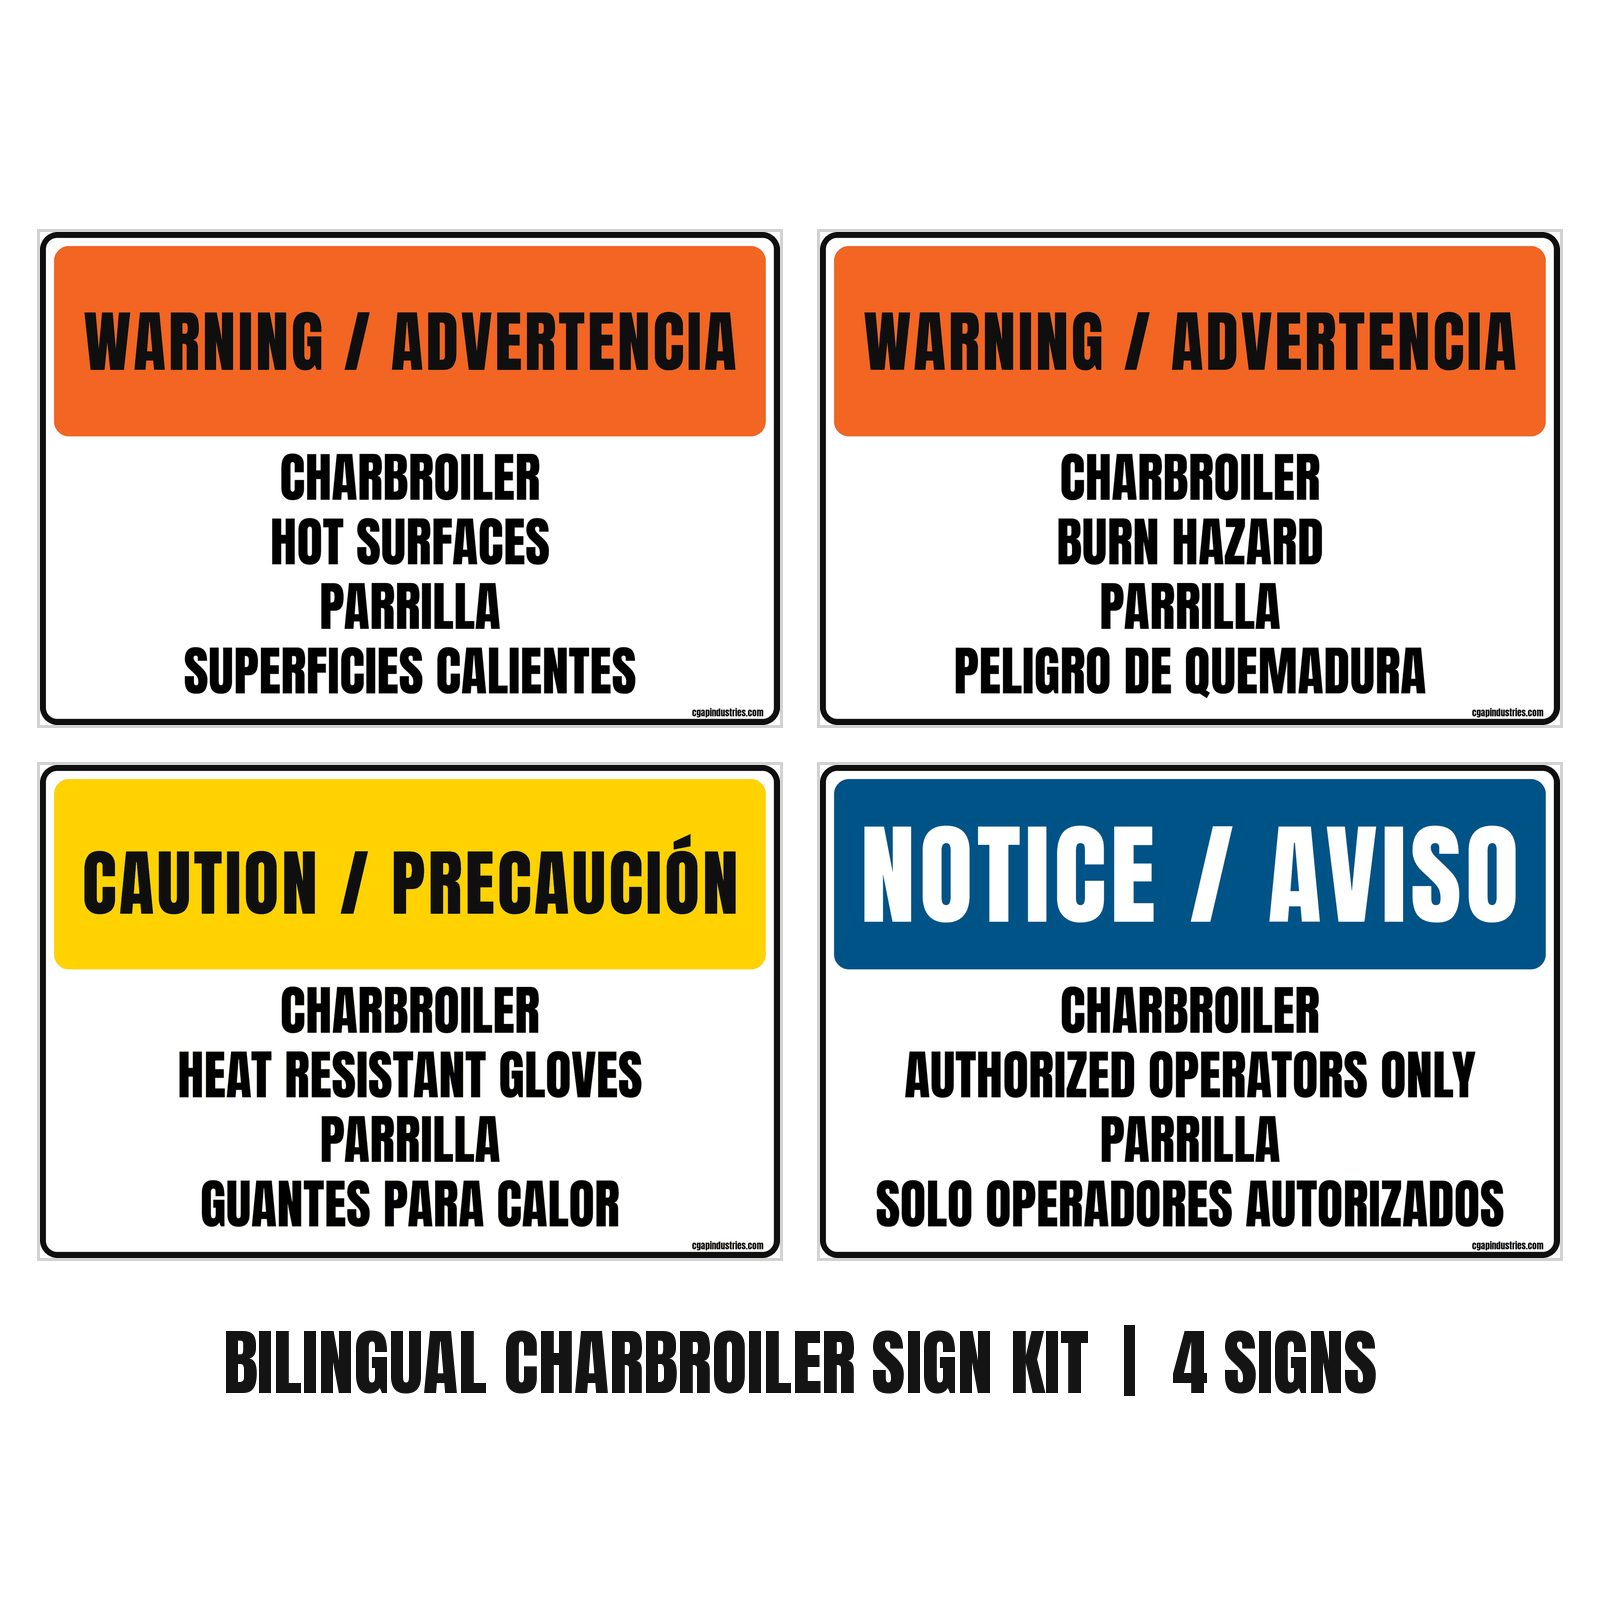 WARNING / ADVERTENCIA
CHARBROILER
HOT SURFACES
PARRILLA
SUPERFICIES CALIENTES
cgapindustries.com
WARNING / ADVERTENCIA
CHARBROILER
BURN HAZARD
PARRILLA
PELIGRO DE QUEMADURA
cgapindustries.com
CAUTION / PRECAUCIÓN
CHARBROILER
HEAT RESISTANT GLOVES
PARRILLA
GUANTES PARA CALOR
cgapindustries.com
NOTICE / AVISO
CHARBROILER
AUTHORIZED OPERATORS ONLY
PARRILLA
SOLO OPERADORES AUTORIZADOS
cgapindustries.com
BILINGUAL CHARBROILER SIGN KIT | 4 SIGNS